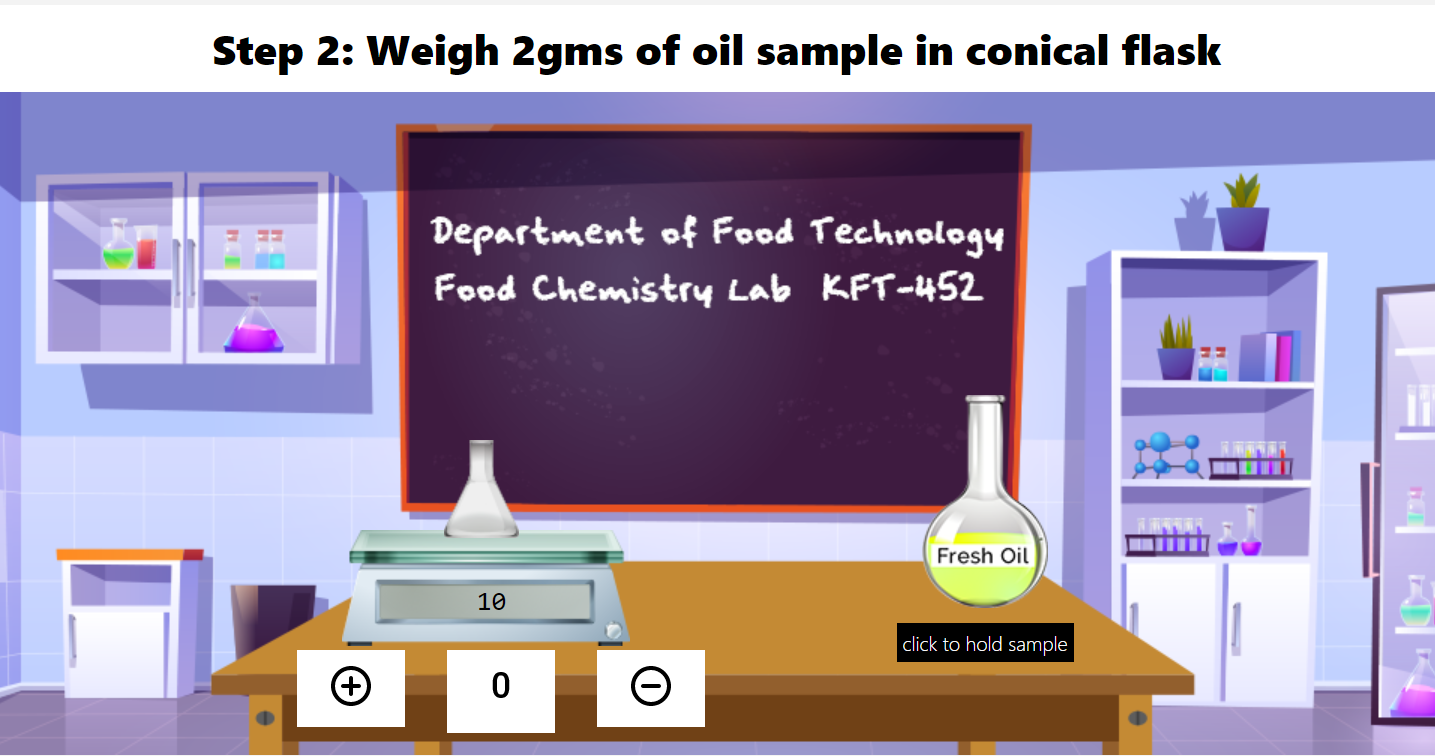 Step 2: Weigh 2gms of oil sample in conical flask
Department of Food Technology
Food Chemistry Lab KFT-452
Fresh Oil
10
click to hold sample
0